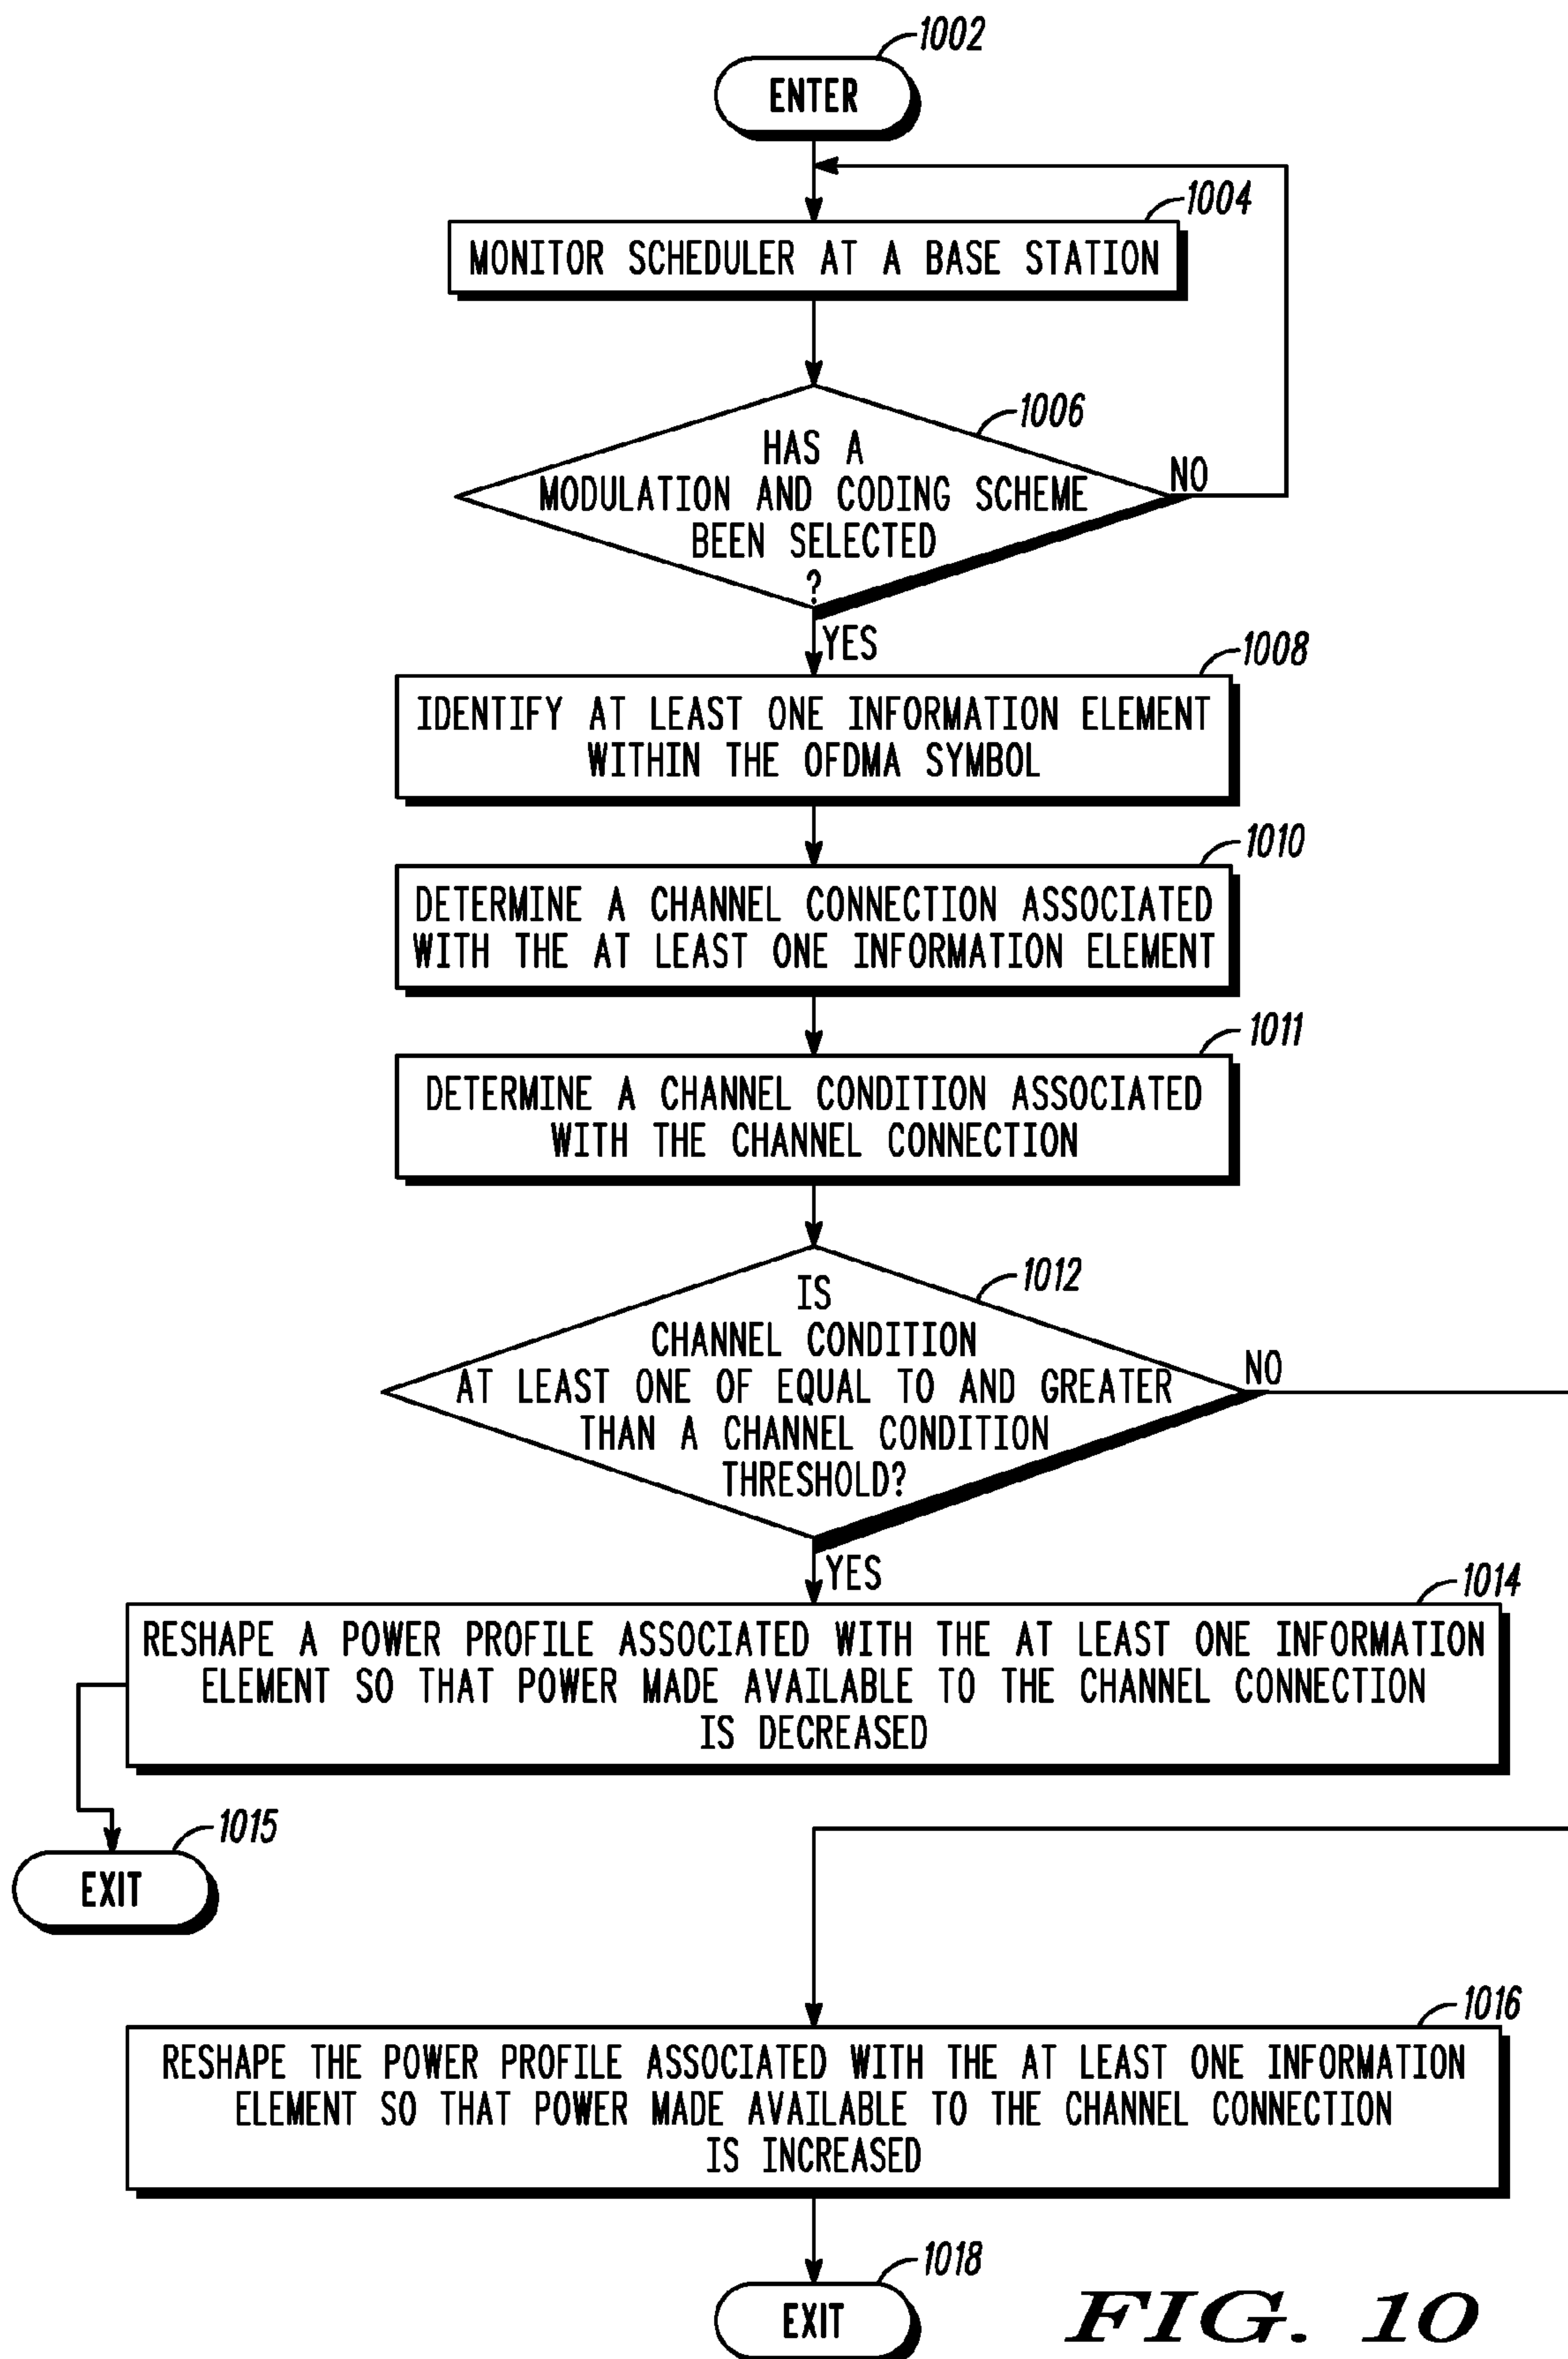 1002
ENTER
1004
MONITOR SCHEDULER AT A BASE STATION
1006
HAS A
MODULATION AND CODING SCHEME
BEEN SELECTED
?
NO
YES
1008
IDENTIFY AT LEAST ONE INFORMATION ELEMENT
WITHIN THE OFDMA SYMBOL
1010
DETERMINE A CHANNEL CONNECTION ASSOCIATED
WITH THE AT LEAST ONE INFORMATION ELEMENT
1011
DETERMINE A CHANNEL CONDITION ASSOCIATED
WITH THE CHANNEL CONNECTION
1012
IS
CHANNEL CONDITION
AT LEAST ONE OF EQUAL TO AND GREATER
THAN A CHANNEL CONDITION
THRESHOLD?
NO
YES
1014
RESHAPE A POWER PROFILE ASSOCIATED WITH THE AT LEAST ONE INFORMATION
ELEMENT SO THAT POWER MADE AVAILABLE TO THE CHANNEL CONNECTION
IS DECREASED
1015
EXIT
1016
RESHAPE THE POWER PROFILE ASSOCIATED WITH THE AT LEAST ONE INFORMATION
ELEMENT SO THAT POWER MADE AVAILABLE TO THE CHANNEL CONNECTION
IS INCREASED
1018
EXIT
FIG. 10